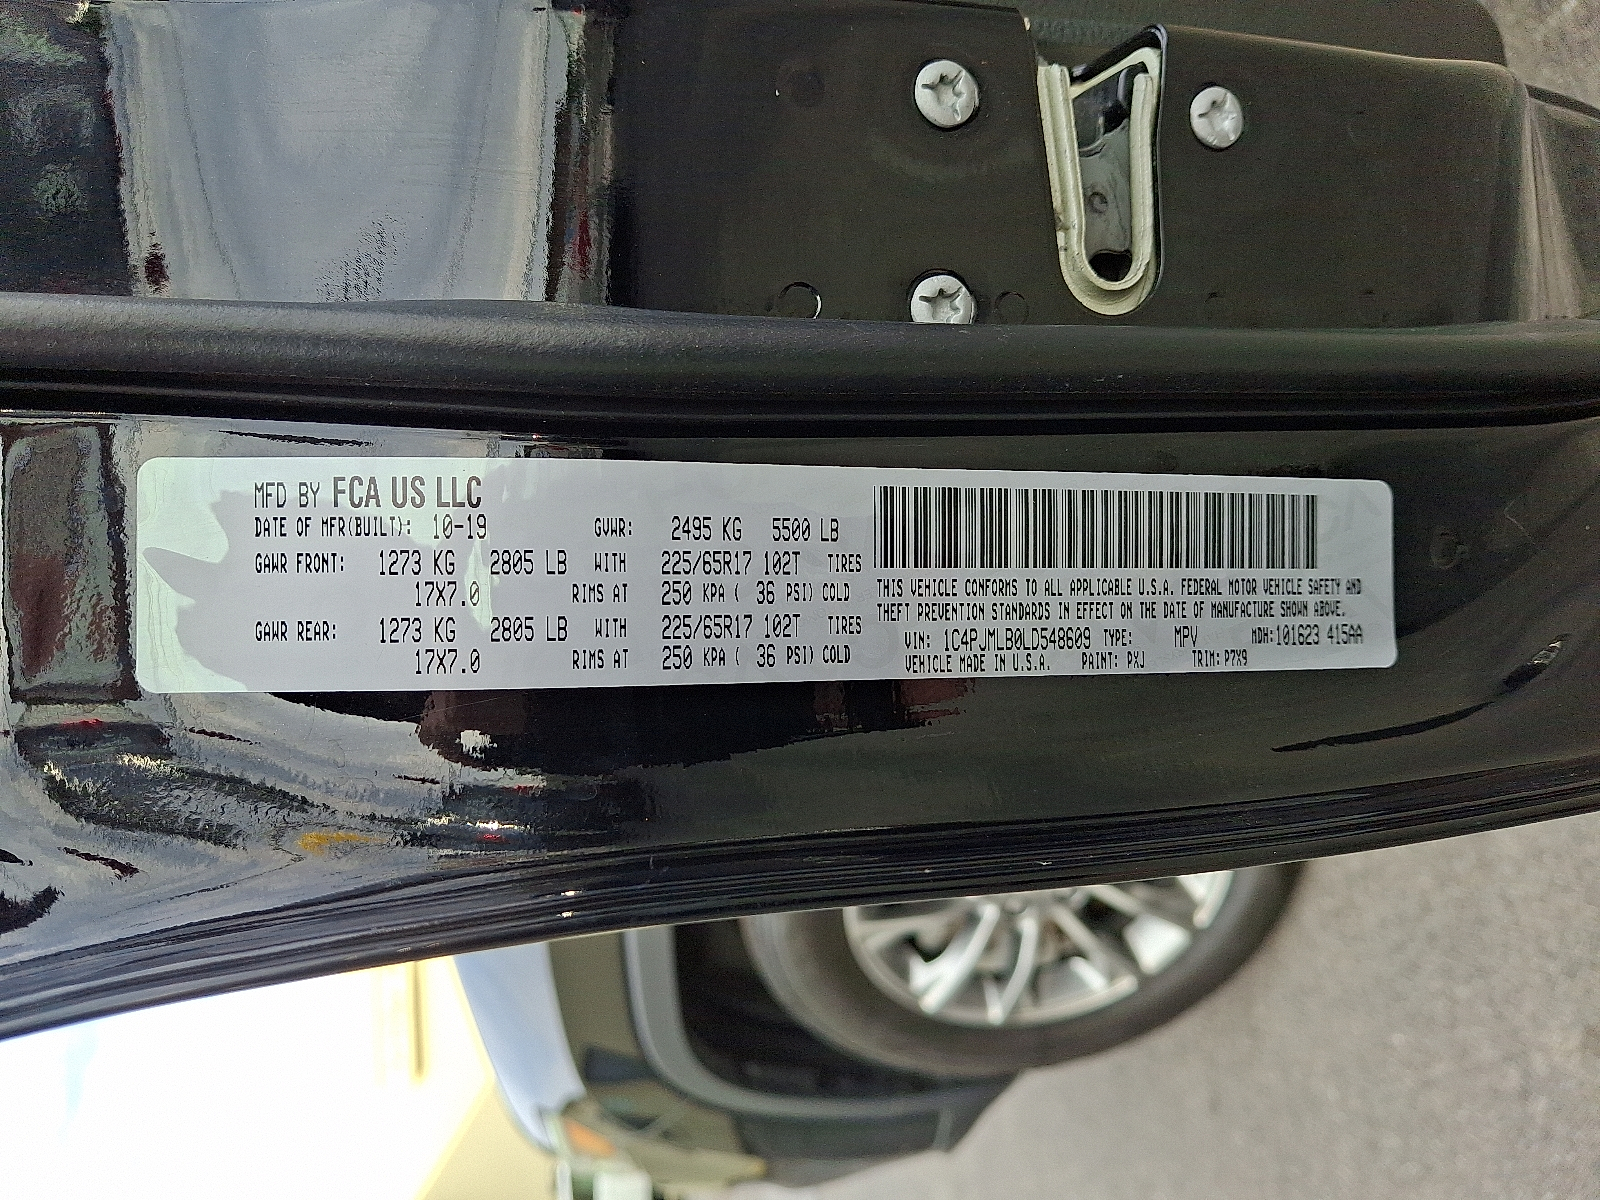 MFD BY FCA US LLC
DATE OF MFR(BUILT): 10-19 GVWR: 2495 KG 5500 LB
GAWR FRONT: 1273 KG 2805 LB WITH 225/65R17 102T TIRES
17X7.0 RIMS AT 250 KPA ( 36 PSI) COLD
GAWR REAR: 1273 KG 2805 LB WITH 225/65R17 102T TIRES
17X7.0 RIMS AT 250 KPA ( 36 PSI) COLD
THIS VEHICLE CONFORMS TO ALL APPLICABLE U.S.A. FEDERAL MOTOR VEHICLE SAFETY AND
THEFT PREVENTION STANDARDS IN EFFECT ON THE DATE OF MANUFACTURE SHOWN ABOVE.
VIN: 1C4PJMLB0LD548609 TYPE: MPV MDH:101623 415AA
VEHICLE MADE IN U.S.A. PAINT: PXJ TRIM: P7X9